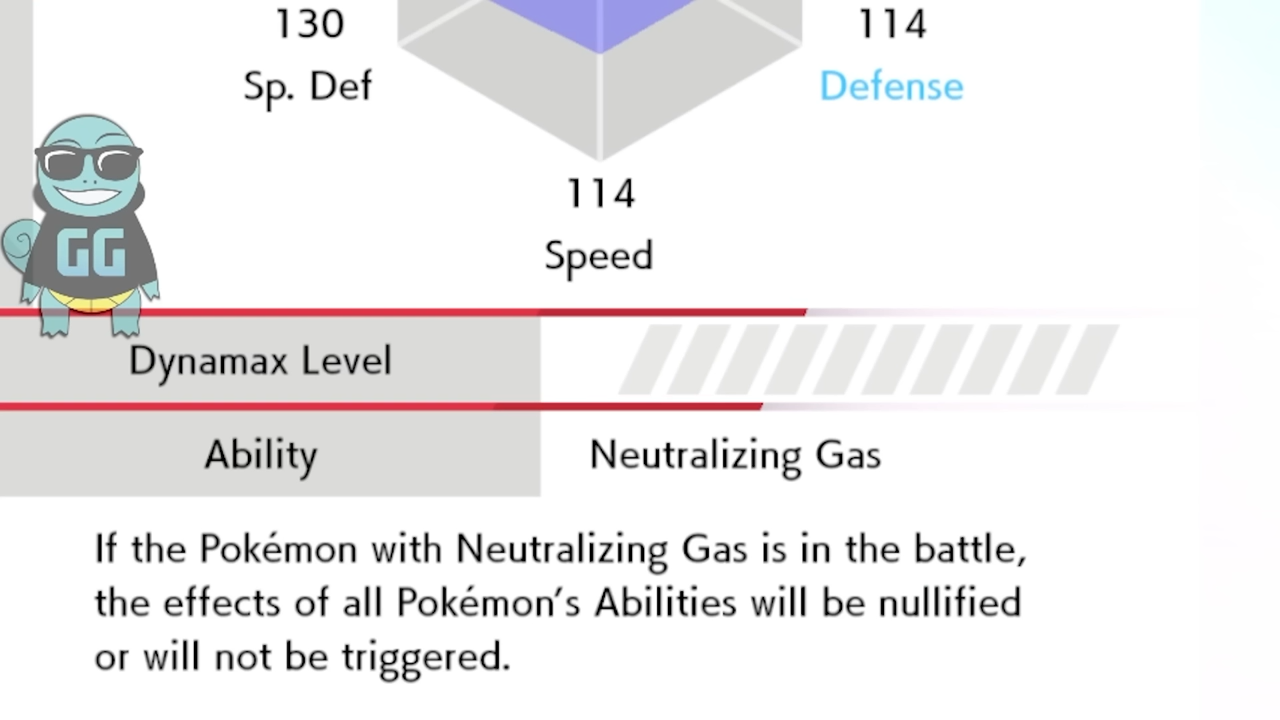 130
114
Sp. Def
Defense
114
Speed
GG
Dynamax Level
Ability
Neutralizing Gas
If the Pokémon with Neutralizing Gas is in the battle,
the effects of all Pokémon's Abilities will be nullified
or will not be triggered.